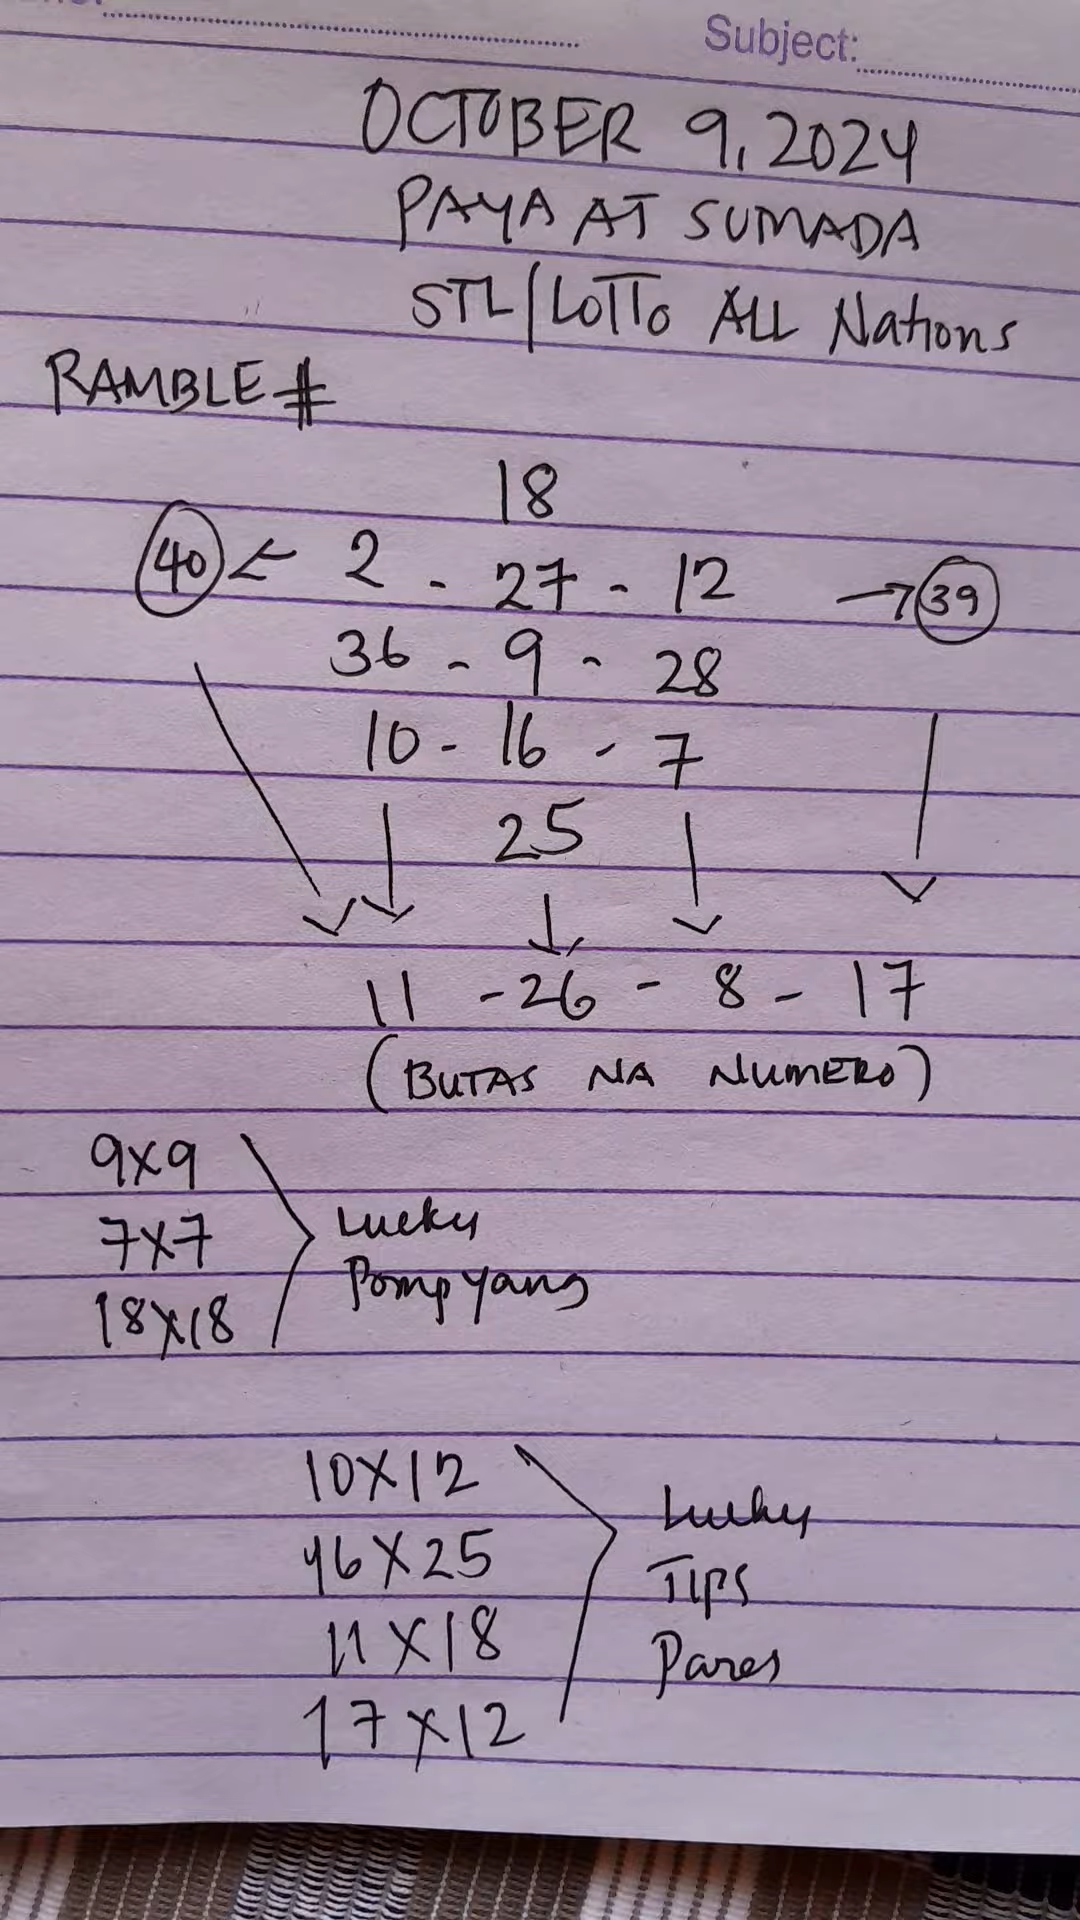 Subject:
OCTOBER 9, 2024
PAYA AT SUMADA
STL/LOTTO ALL Nations
RAMBLE #
18
40 ← 2 - 27 - 12 → 39
36 - 9 - 28
10 - 16 - 7
25
11 - 26 - 8 - 17
(BUTAS NA NUMERO)
9X9
7X7
18X18
Lucky
Pompyang
10X12
16X25
11X18
17X12
Lucky
TIPS
Pares